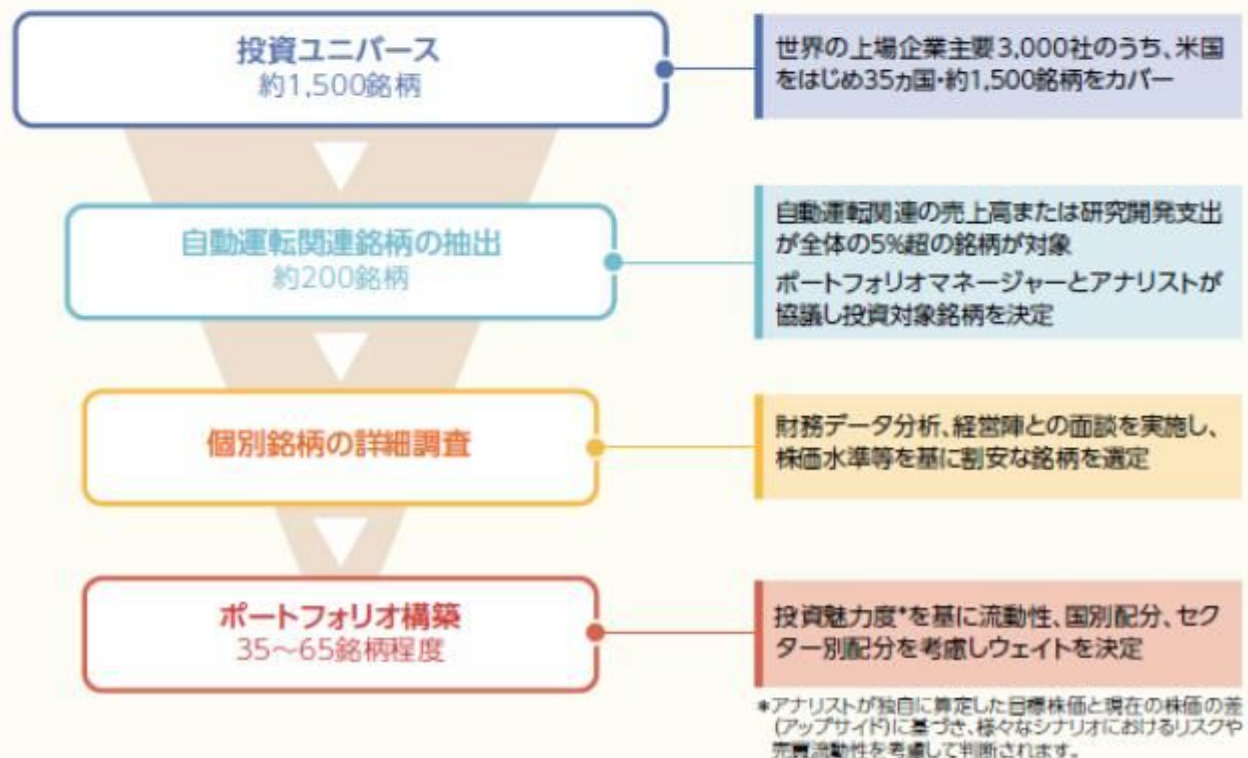 投資ユニバース
約1,500銘柄
世界の上場企業主要3,000社のうち、米国
をはじめ35ヵ国・約1,500銘柄をカバー
自動運転関連銘柄の抽出
約200銘柄
自動運転関連の売上高または研究開発支出
が全体の5%超の銘柄が対象
ポートフォリオマネージャーとアナリストが
協議し投資対象銘柄を決定
個別銘柄の詳細調査
財務データ分析、経営陣との面談を実施し、
株価水準等を基に割安な銘柄を選定
ポートフォリオ構築
35～65銘柄程度
投資魅力度*を基に流動性、国別配分、セク
ター別配分を考慮しウェイトを決定
*アナリストが独自に算定した目標株価と現在の株価の差
(アップサイド)に基づき、様々なシナリオにおけるリスクや
売買流動性を考慮して判断されます。